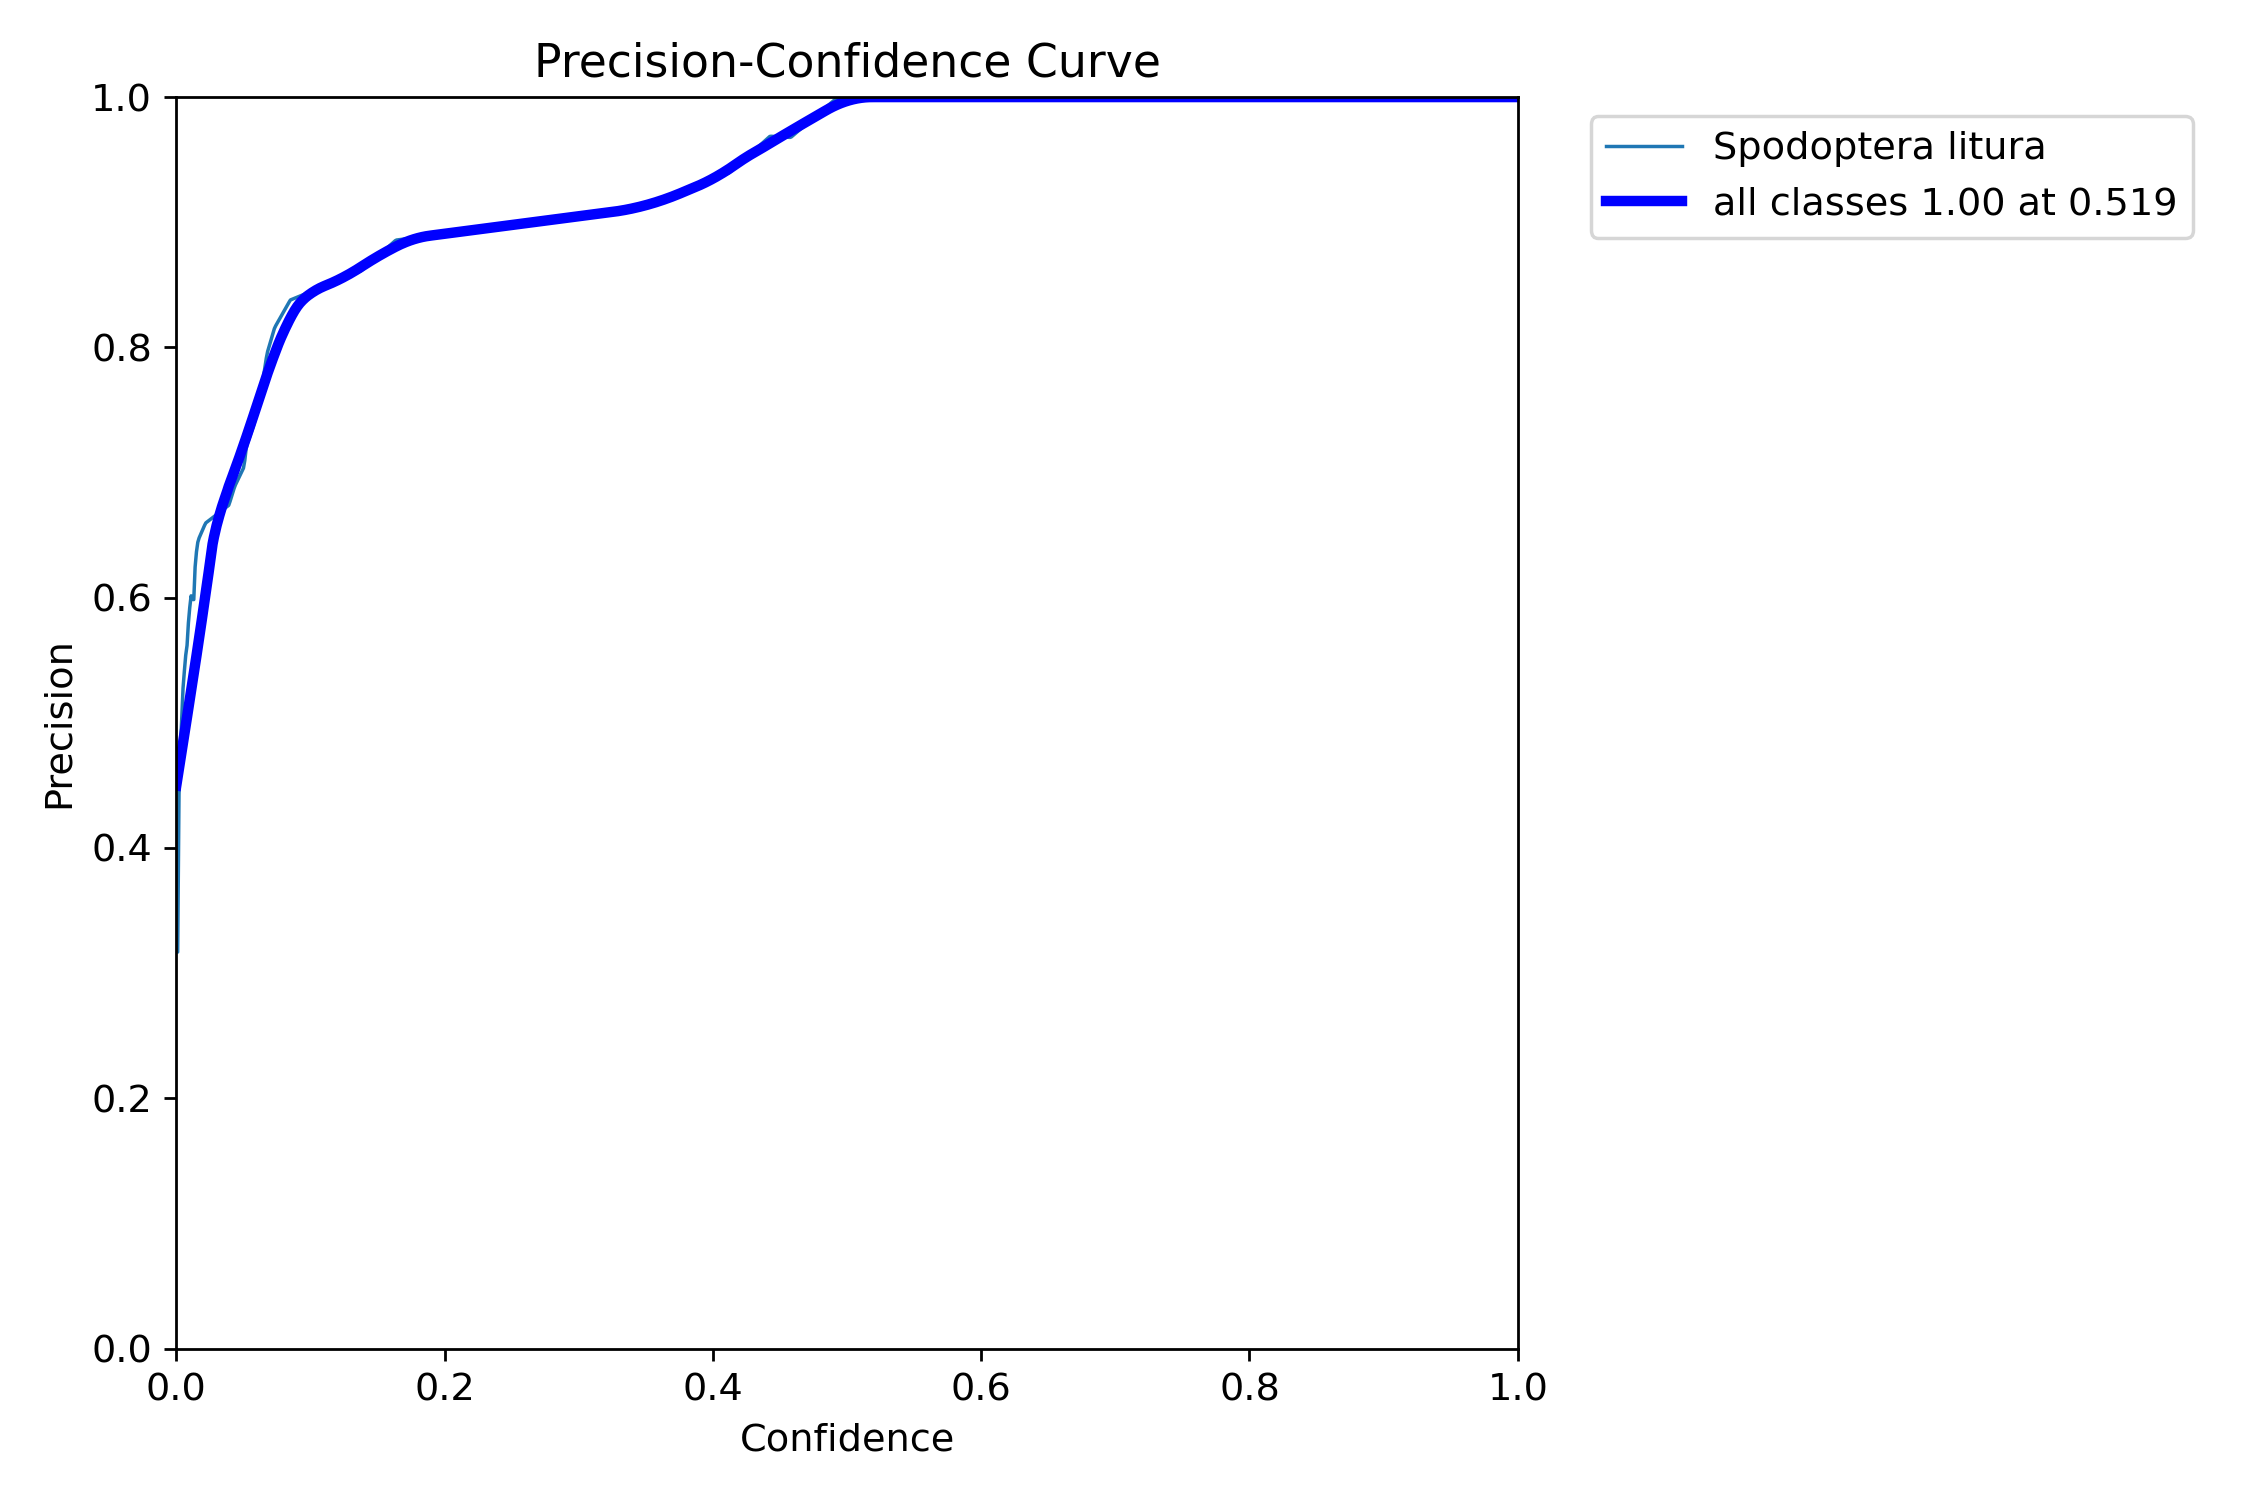 Precision-Confidence Curve
1.0
0.8
0.6
0.4
0.2
0.0
Precision
0.0 0.2 0.4 0.6 0.8 1.0
Confidence
Spodoptera litura
all classes 1.00 at 0.519